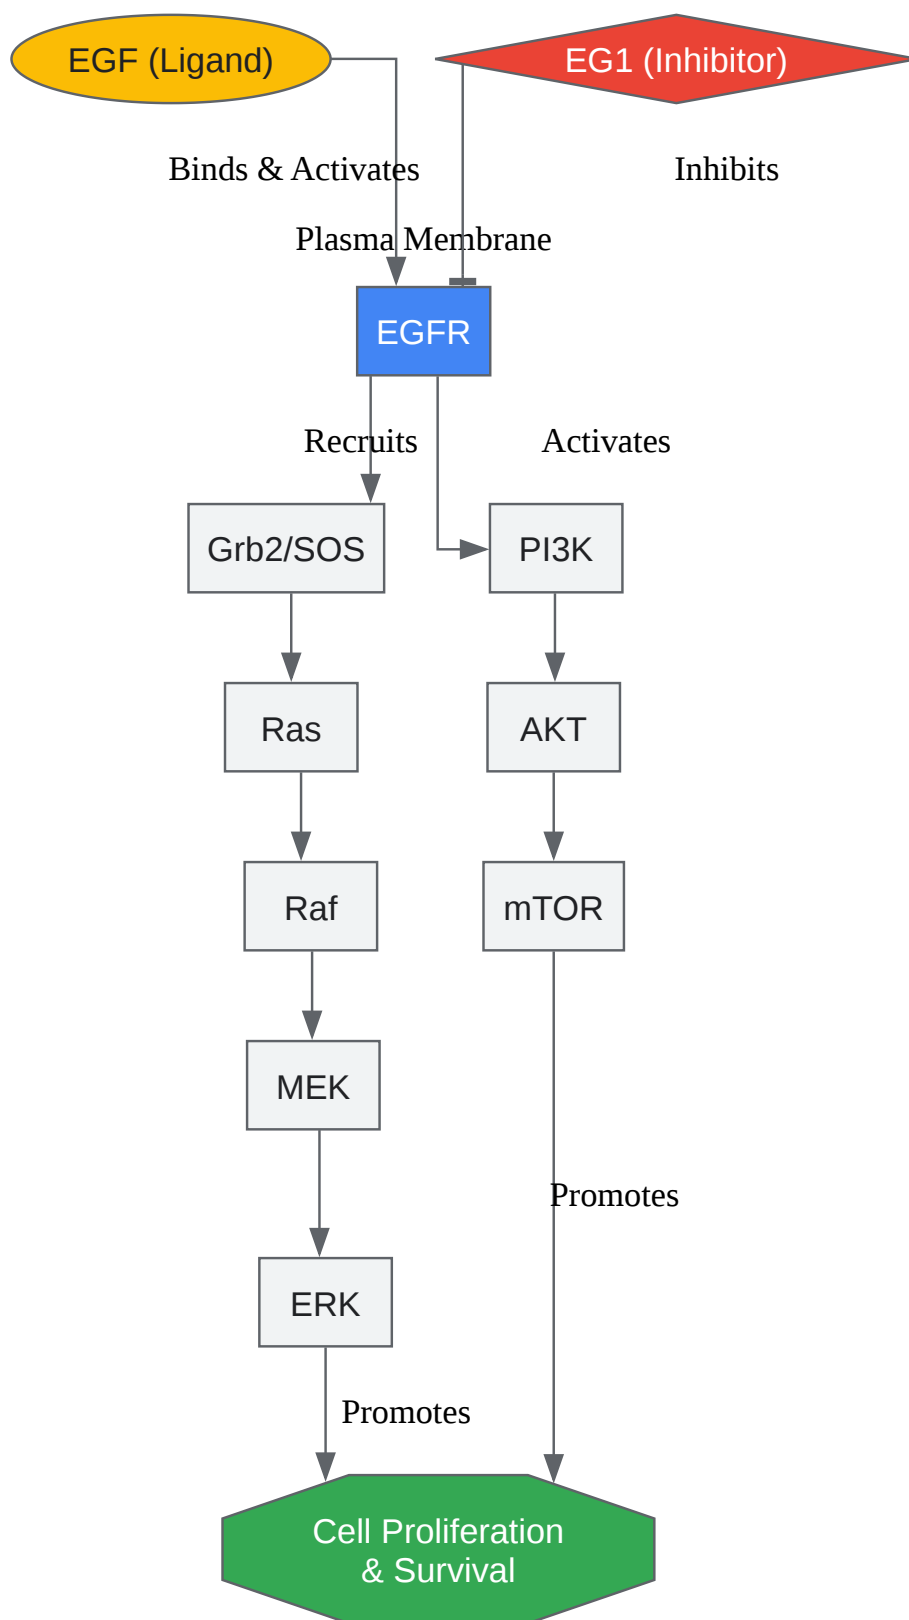 EGF (Ligand)
EG1 (Inhibitor)
Binds & Activates
Inhibits
Plasma Membrane
EGFR
Recruits
Activates
Grb2/SOS
PI3K
Ras
AKT
Raf
mTOR
MEK
Promotes
ERK
Promotes
Cell Proliferation
& Survival